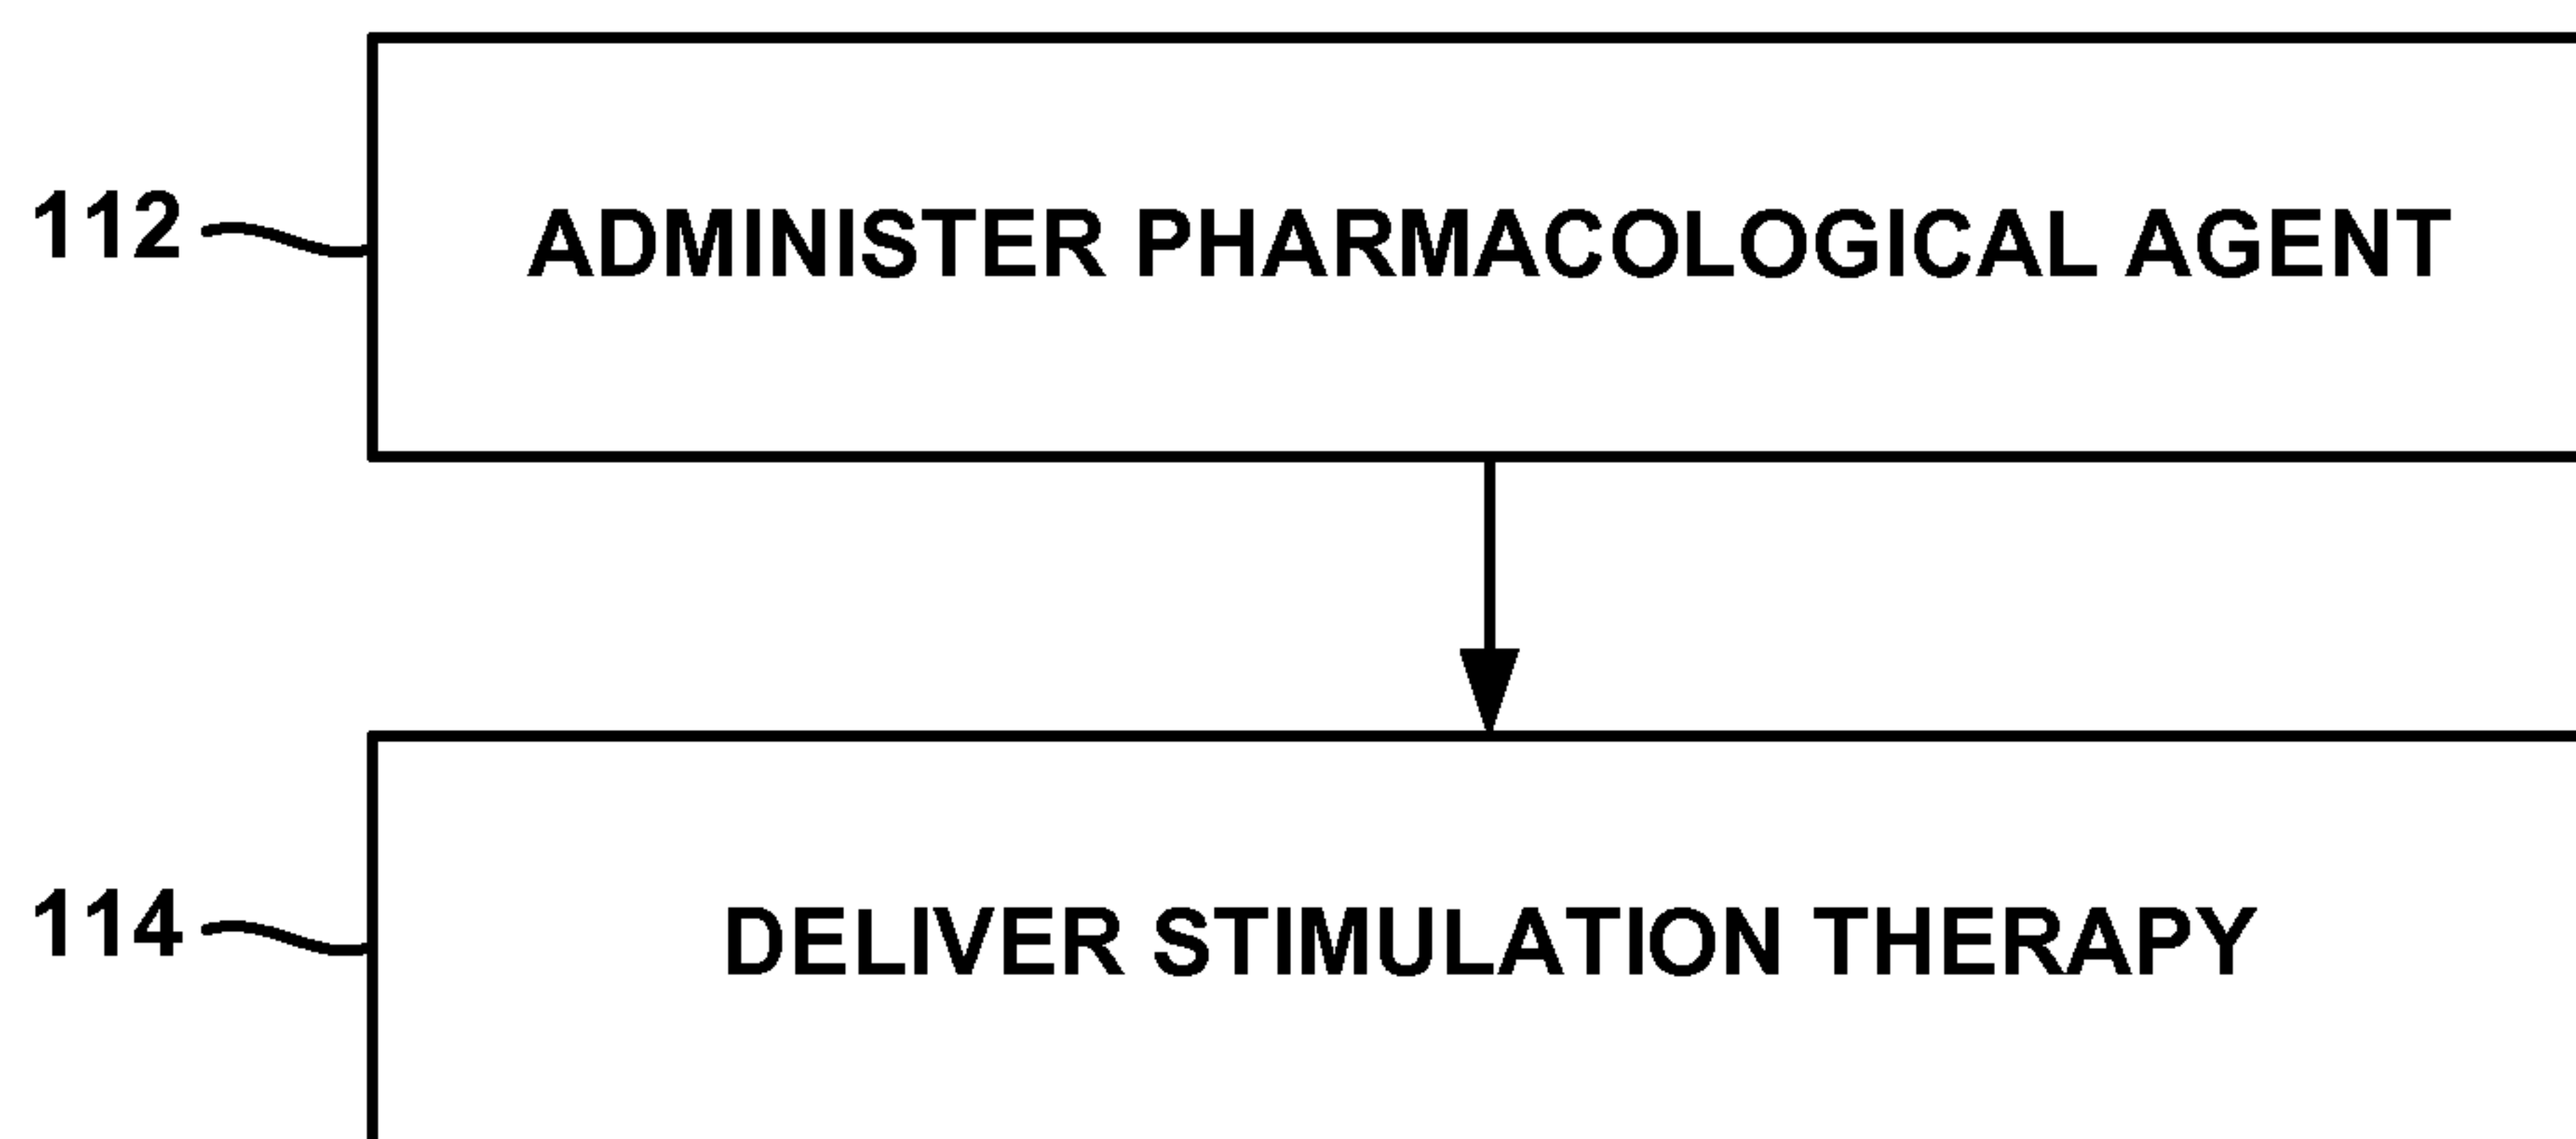 112 ADMINISTER PHARMACOLOGICAL AGENT
114 DELIVER STIMULATION THERAPY